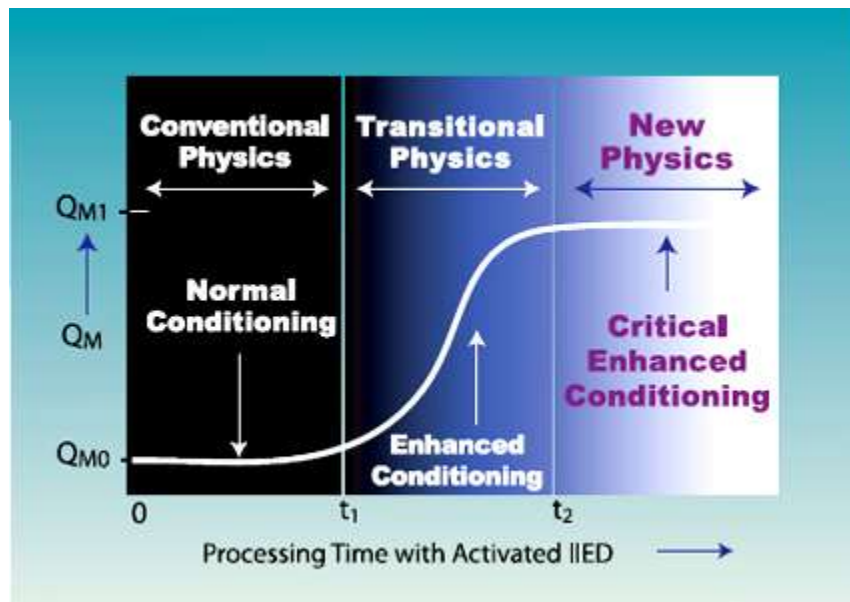 Conventional
Physics
Transitional
Physics
New
Physics
QM1
QM
Normal
Conditioning
Critical
Enhanced
Conditioning
QM0
Enhanced
Conditioning
0
t1
t2
Processing Time with Activated IIED